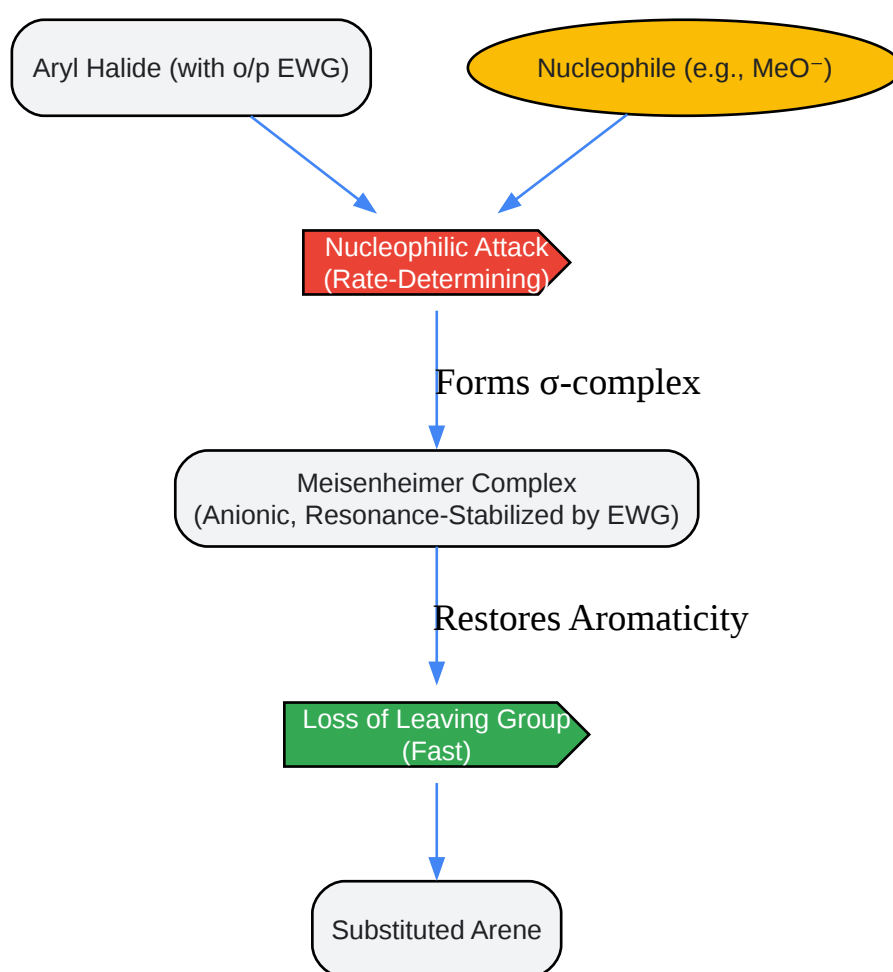 Aryl Halide (with o/p EWG)
Nucleophile (e.g., MeO⁻)
Nucleophilic Attack
(Rate-Determining)
Forms σ-complex
Meisenheimer Complex
(Anionic, Resonance-Stabilized by EWG)
Restores Aromaticity
Loss of Leaving Group
(Fast)
Substituted Arene